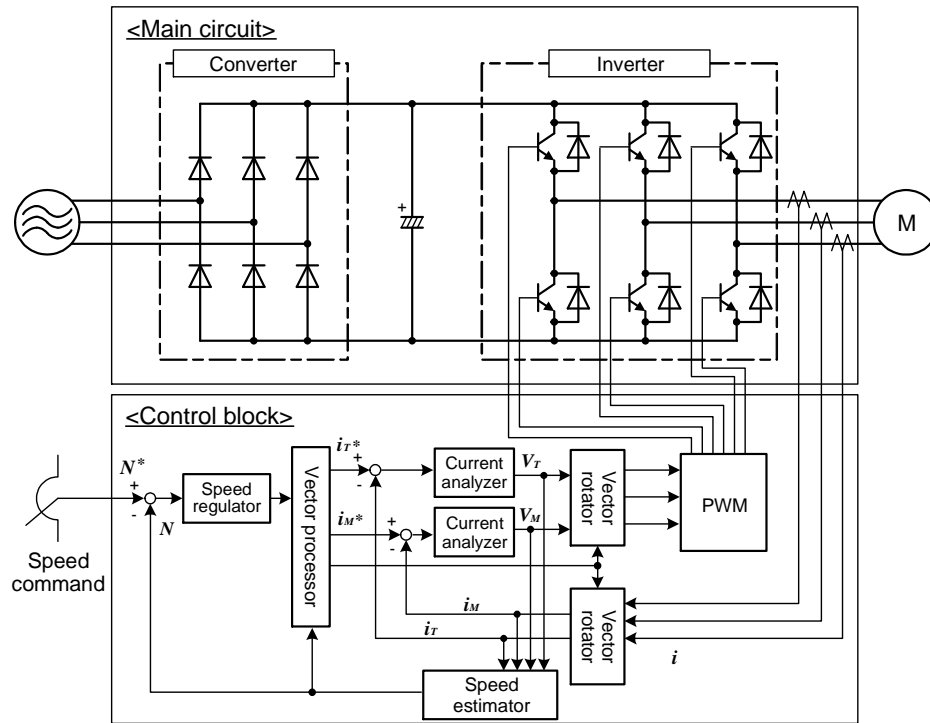 <Main circuit>
Converter
Inverter
+
M
<Control block>
N*
+
-
N
Speed
command
Speed
regulator
Vector processor
iT*
+
-
iM*
+
-
Current
analyzer
VT
Current
analyzer
VM
Vector
rotator
PWM
iM
iT
Vector
rotator
i
Speed
estimator